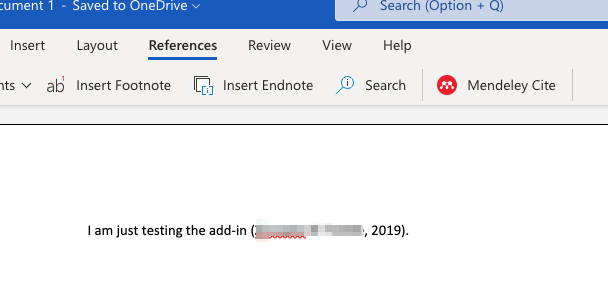 cument 1 - Saved to OneDrive
Search (Option + Q)
Insert Layout References Review View Help
nts ab¹ Insert Footnote Insert Endnote Search Mendeley Cite
I am just testing the add-in ( , 2019).